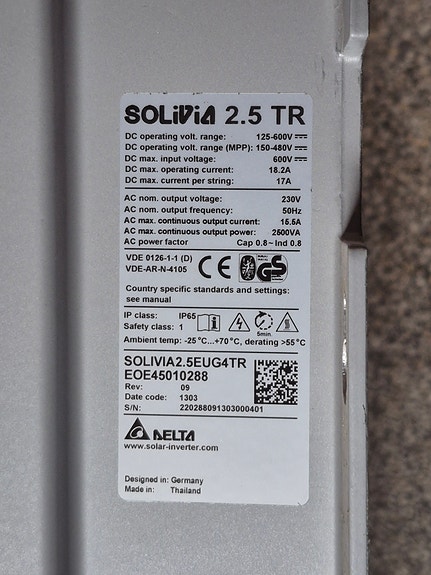 SOLIVIA 2.5 TR
DC operating volt. range: 125-600V
DC operating volt. range (MPP): 150-480V
DC max. input voltage: 600V
DC max. operating current: 18.2A
DC max. current per string: 17A
AC nom. output voltage: 230V
AC nom. output frequency: 50Hz
AC max. continuous output current: 15.5A
AC max. continuous output power: 2500VA
AC power factor Cap 0.8~Ind 0.8
VDE 0126-1-1 (D)
VDE-AR-N-4105
CE
GS
Country specific standards and settings:
see manual
IP class: IP65
Safety class: 1
5min.
Ambient temp: -25 °C...+70°C, derating >55°C
SOLIVIA2.5EUG4TR
EOE45010288
Rev: 09
Date code: 1303
S/N: 220288091303000401
DELTA
www.solar-inverter.com
Designed in: Germany
Made in: Thailand